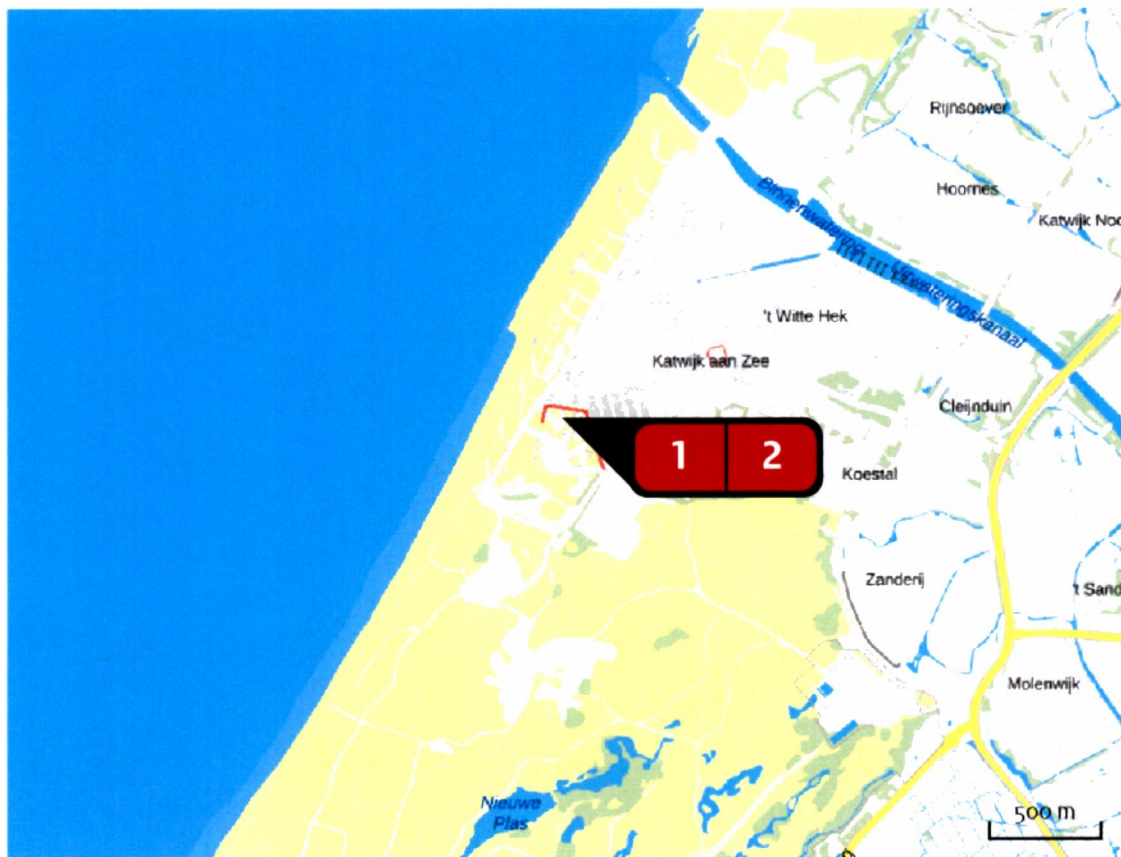 Rijnsoever
Hoornes
Katwijk Noo
Binnenwatering
Uitwateringskanaal
't Witte Hek
Katwijk aan Zee
Cleijnduin
1 2
Koestal
Zanderij
't Sand
Molenwijk
Nieuwe
Plas
500 m